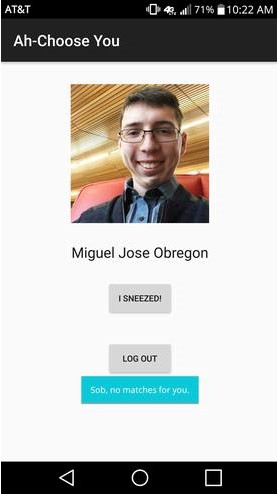 AT&T 4G 71% 10:22 AM
Ah-Choose You
Miguel Jose Obregon
I SNEEZED!
LOG OUT
Sob, no matches for you.